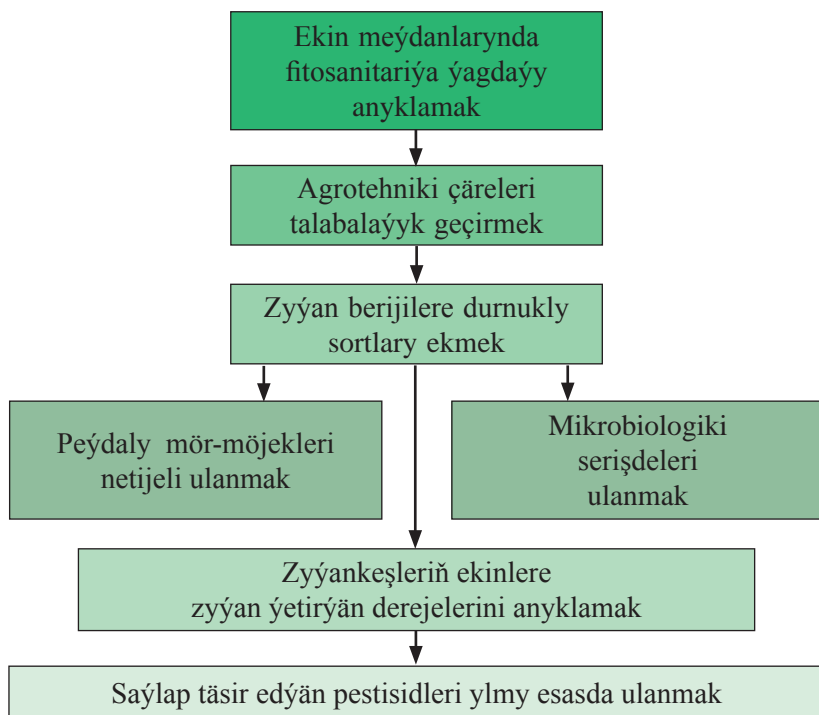 Ekin meýdanlarynda
fitosanitariýa ýagdaýy
anyklamak
Agrotehniki çäreleri
talabalaýyk geçirmek
Zyýan berijilere durnukly
sortlary ekmek
Peýdaly mör-möjekleri
netijeli ulanmak
Mikrobiologiki
serişdeleri
ulanmak
Zyýankeşleriň ekinlere
zyýan ýetirýän derejelerini anyklamak
Saýlap täsir edýän pestisidleri ylmy esasda ulanmak